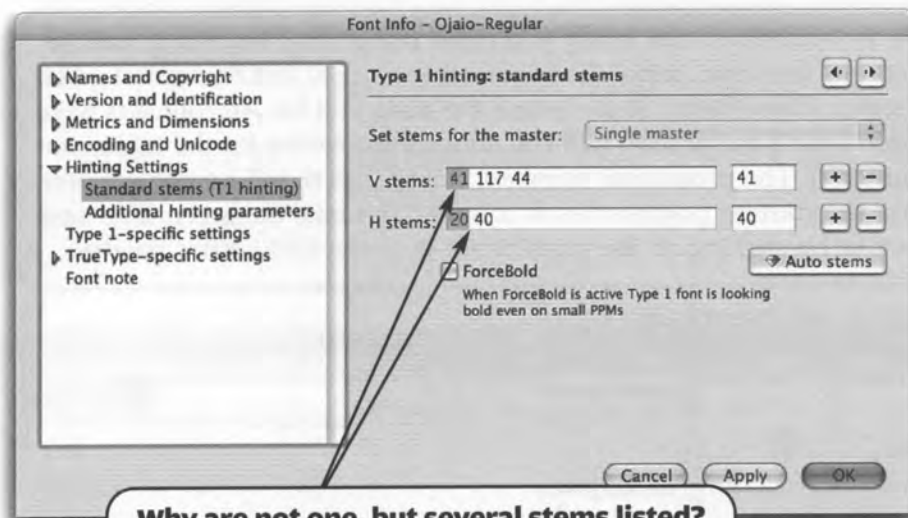 Font Info – Ojaio–Regular
Names and Copyright
Version and Identification
Metrics and Dimensions
Encoding and Unicode
Hinting Settings
Standard stems (T1 hinting)
Additional hinting parameters
Type 1–specific settings
TrueType–specific settings
Font note
Type 1 hinting: standard stems
Set stems for the master: Single master
V stems: 41 117 44 41 + −
H stems: 20 40 40 + −
Auto stems
ForceBold
When ForceBold is active Type 1 font is looking
bold even on small PPMs
Cancel Apply OK
Why are not one, but several stems listed?